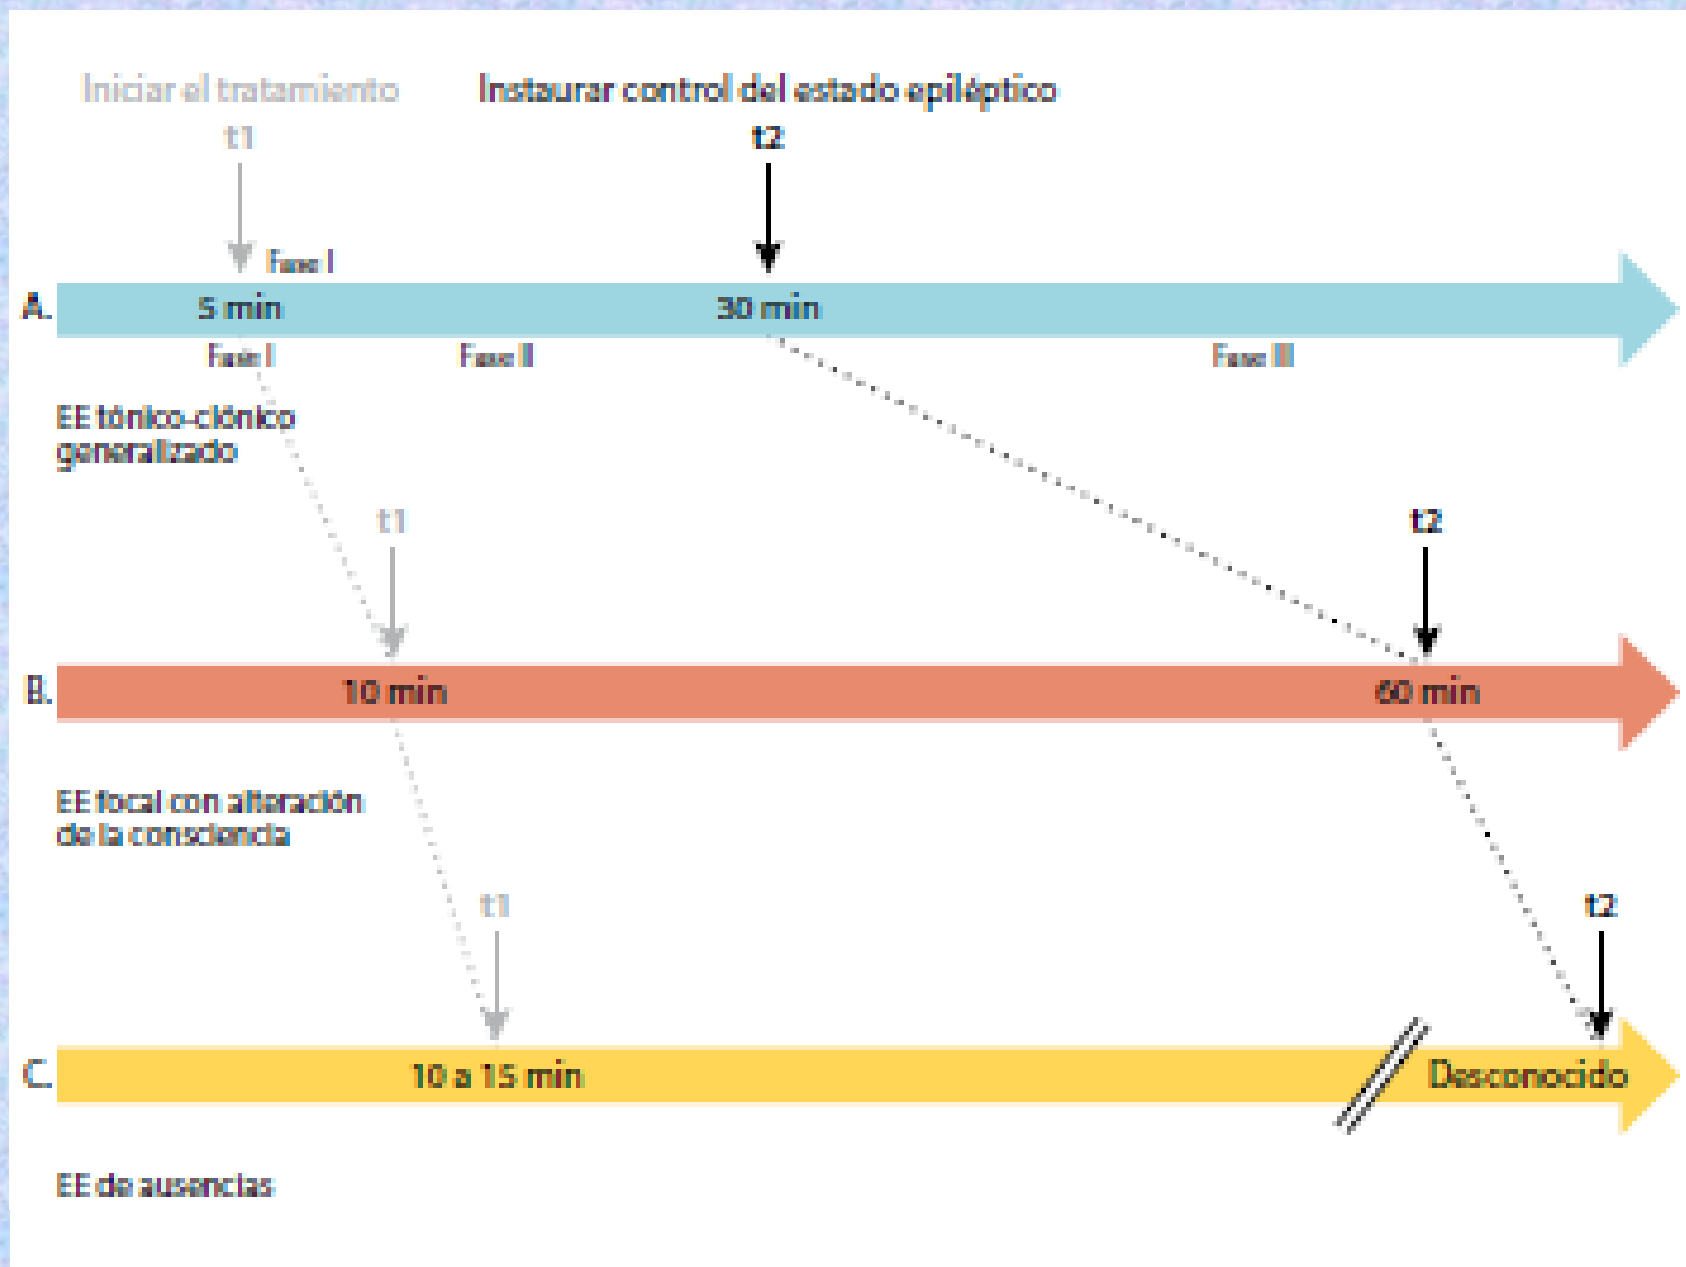 Iniciar el tratamiento
Instaurar control del estado epiléptico
t1
t2
Fase I
A.
5 min
30 min
Fase I
Fase II
Fase III
EE tónico-clónico
generalizado
t1
t2
B.
10 min
60 min
EE focal con alteración
de la consciencia
t1
t2
C.
10 a 15 min
Desconocido
EE de ausencias